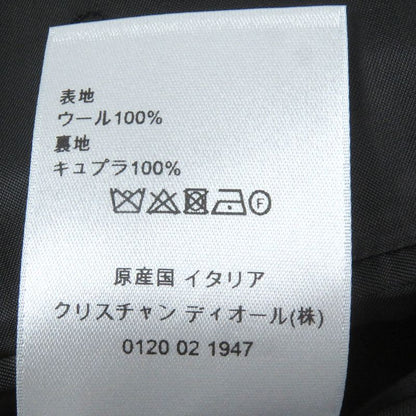 表地
ウール100%
裏地
キュプラ100%
F
原産国 イタリア
クリスチャン ディオール(株)
0120 02 1947